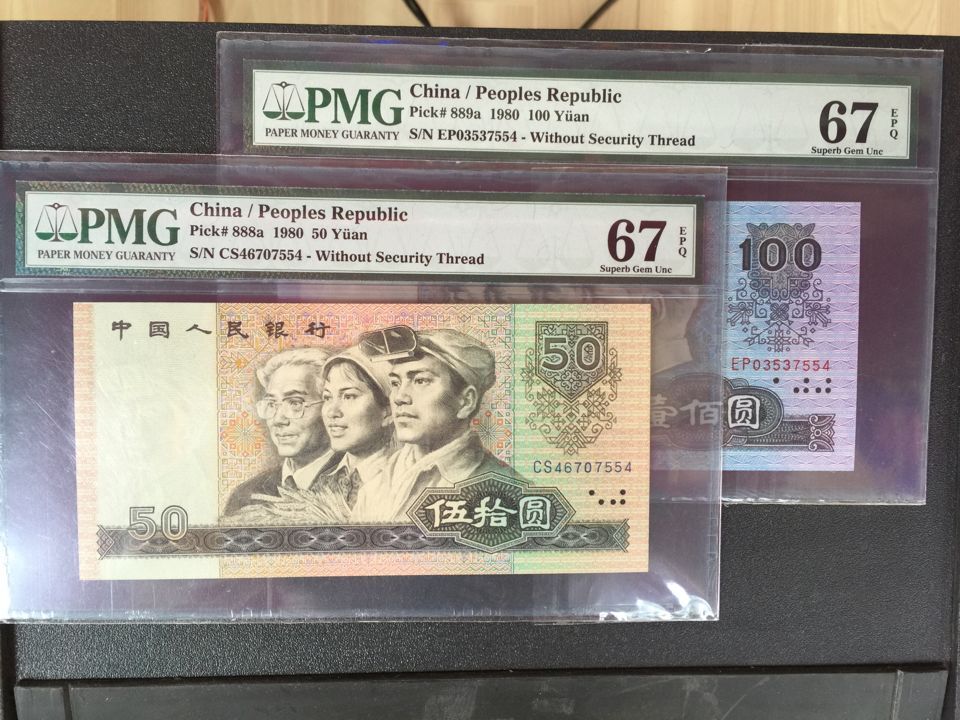 PMG
PAPER MONEY GUARANTY
China / Peoples Republic
Pick# 889a 1980 100 Yüan
S/N EP03537554 - Without Security Thread
67
EPQ
Superb Gem Unc
100
EP03537554
壹佰圆
PMG
PAPER MONEY GUARANTY
China / Peoples Republic
Pick# 888a 1980 50 Yüan
S/N CS46707554 - Without Security Thread
67
EPQ
Superb Gem Unc
中国人民银行
50
CS46707554
50
伍拾圆